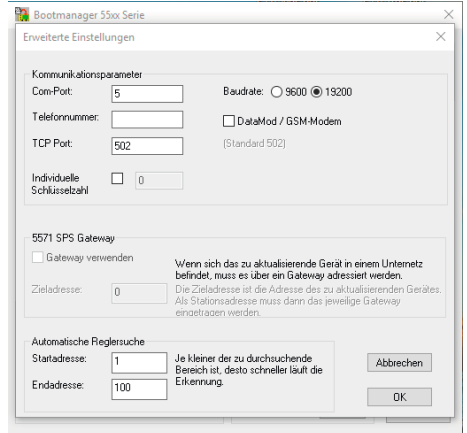 Bootmanager 55xx Serie
Erweiterte Einstellungen
Kommunikationsparameter
Com-Port: 5 Baudrate: 9600 19200
Telefonnummer: DataMod / GSM-Modem
TCP Port: 502 (Standard 502)
Individuelle
Schlüsselzahl 0
5571 SPS Gateway
Gateway verwenden
Wenn sich das zu aktualisierende Gerät in einem Unternetz
befindet, muss es über ein Gateway adressiert werden.
Zieladresse: 0 Die Zieladresse ist die Adresse des zu aktualisierenden Gerätes.
Als Stationsadresse muss dann das jeweilige Gateway
eingetragen werden.
Automatische Reglersuche
Startadresse: 1 Je kleiner der zu durchsuchende
Bereich ist, desto schneller läuft die
Endadresse: 100 Erkennung.
Abbrechen
OK